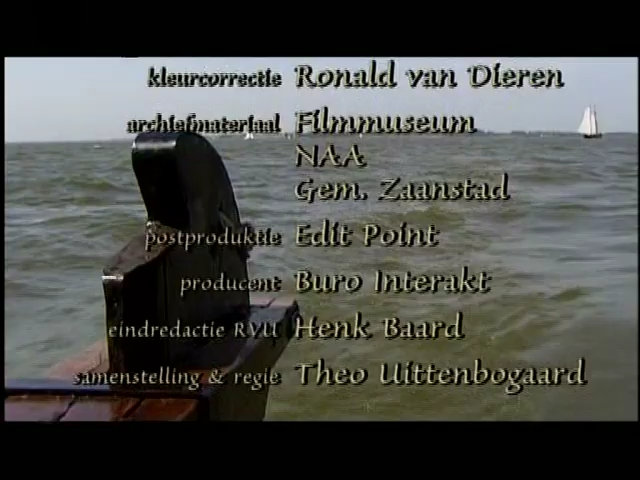 kleurcorrectie Ronald van Dieren
archiefmateriaal Filmmuseum
NAA
Gem. Zaanstad
postproduktie Edit Point
producent Buro Interakt
eindredactie RVU Henk Baard
samenstelling & regie Theo Uittenbogaard